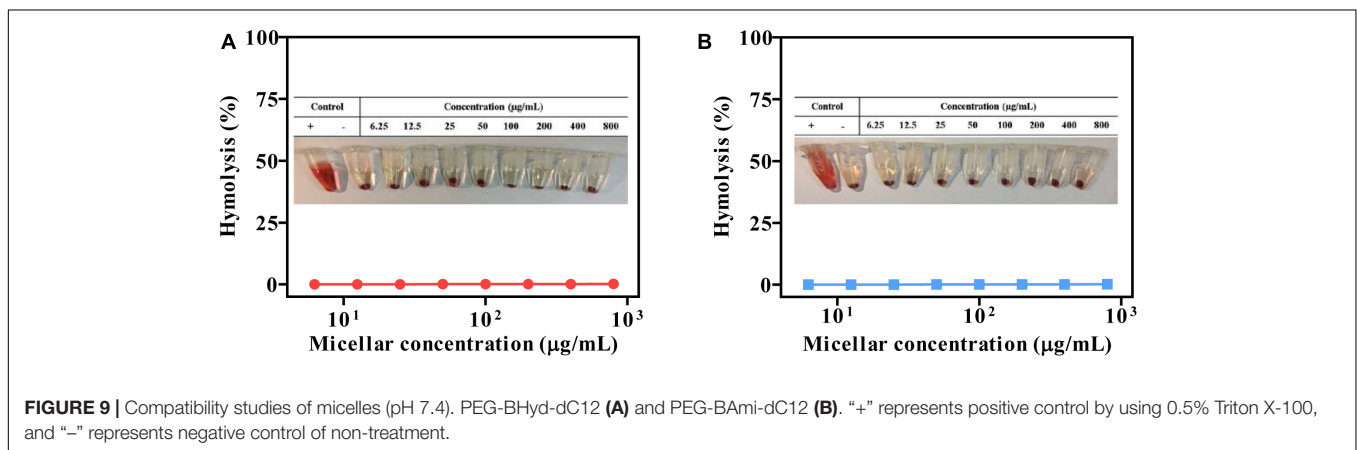 A
B
100
75
50
25
0
Hymolysis (%)
Control Concentration (µg/mL)
+ - 6.25 12.5 25 50 100 200 400 800
10¹ 10² 10³
Micellar concentration (µg/mL)
100
75
50
25
0
Hymolysis (%)
Control Concentration (µg/mL)
+ - 6.25 12.5 25 50 100 200 400 800
10¹ 10² 10³
Micellar concentration (µg/mL)
FIGURE 9 | Compatibility studies of micelles (pH 7.4). PEG-BHyd-dC12 (A) and PEG-BAmi-dC12 (B). “+” represents positive control by using 0.5% Triton X-100,
and “–” represents negative control of non-treatment.